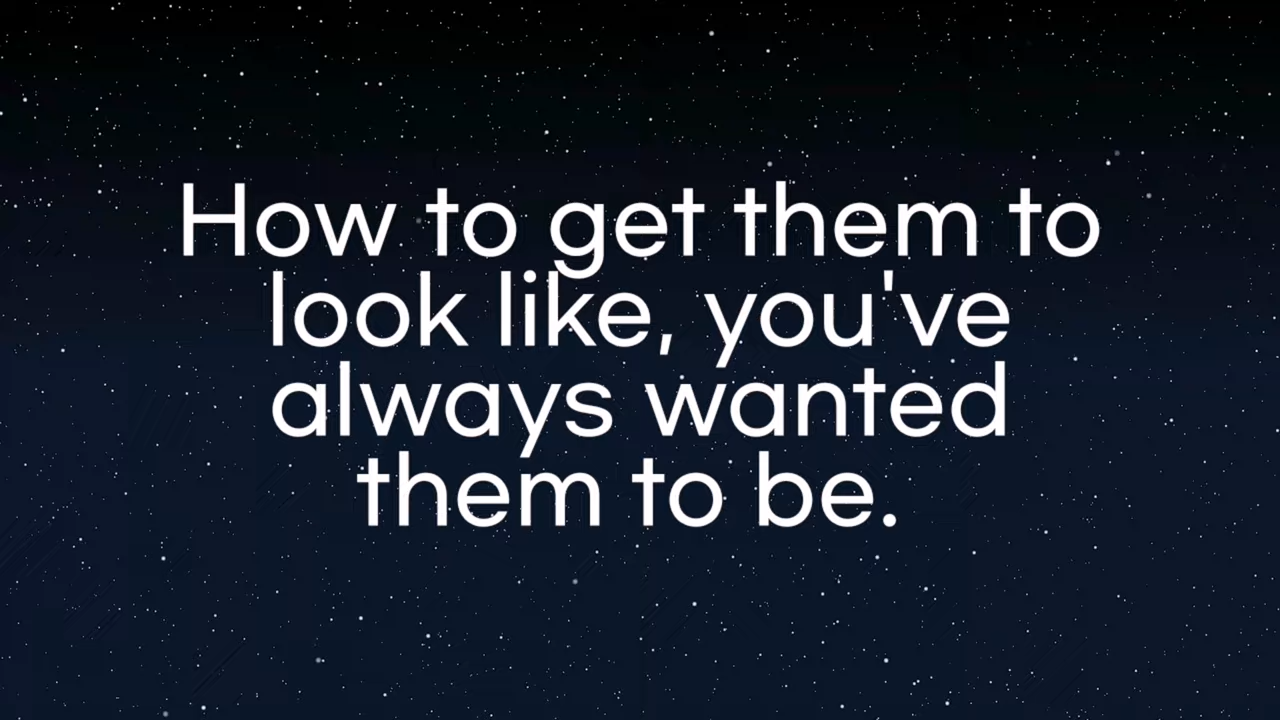 How to get them to
look like, you've
always wanted
them to be.